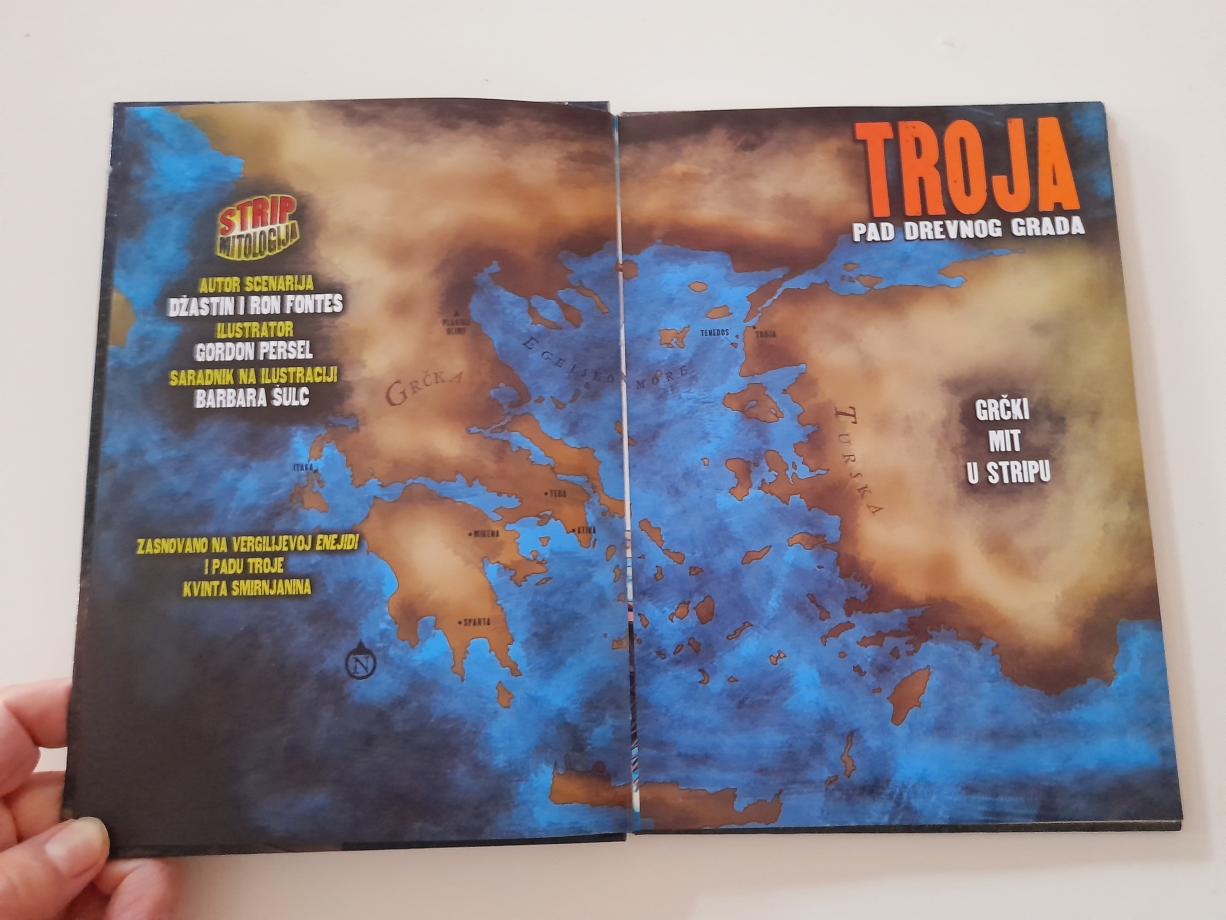 STRIP
MITOLOGIJA
AUTOR SCENARIJA
DŽASTIN I RON FONTES
ILUSTRATOR
GORDON PERSEL
SARADNIK NA ILUSTRACIJI
BARBARA ŠULC
ZASNOVANO NA VERGILIJEVOJ ENEJIDI
I PADU TROJE
KVINTA SMIRNJANINA
PLANINA
OLIMP
GRČKA
EGEJSKO MORE
ITAKA
TEBA
MIKENA
ATINA
SPARTA
N
TROJA
PAD DREVNOG GRADA
TENEDOS
TROJA
TURSKA
GRČKI
MIT
U STRIPU